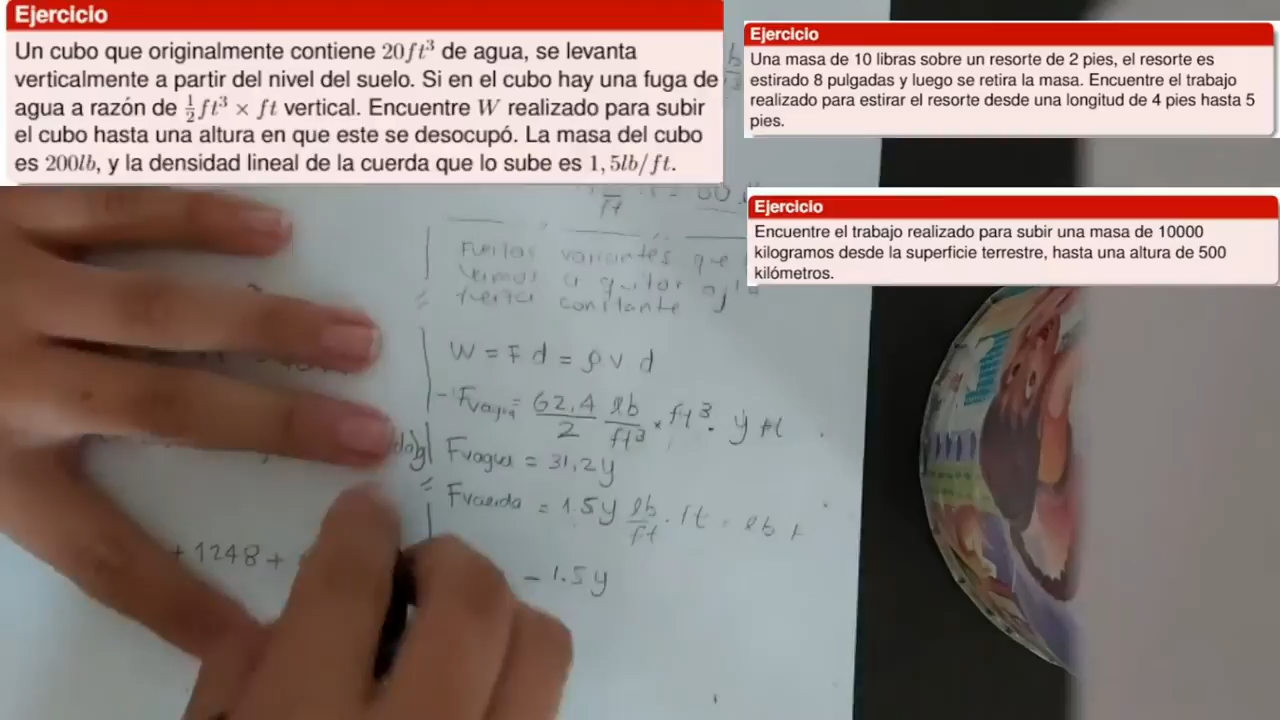 Ejercicio
Un cubo que originalmente contiene 20ft³ de agua, se levanta
verticalmente a partir del nivel del suelo. Si en el cubo hay una fuga de
agua a razón de ½ft³ × ft vertical. Encuentre W realizado para subir
el cubo hasta una altura en que este se desocupó. La masa del cubo
es 200lb, y la densidad lineal de la cuerda que lo sube es 1,5lb/ft.
Ejercicio
Una masa de 10 libras sobre un resorte de 2 pies, el resorte es
estirado 8 pulgadas y luego se retira la masa. Encuentre el trabajo
realizado para estirar el resorte desde una longitud de 4 pies hasta 5
pies.
Ejercicio
Encuentre el trabajo realizado para subir una masa de 10000
kilogramos desde la superficie terrestre, hasta una altura de 500
kilómetros.
variantes que
vamos a quitar
fuerza constante
W = F d = ρ v d
Fvagua = 62,4/2 lb/ft³ × ft³ · y ft
Fvagua = 31,2y
Fvcuerda = 1.5y lb/ft · ft = lb
+ 1248 +
- 1.5y